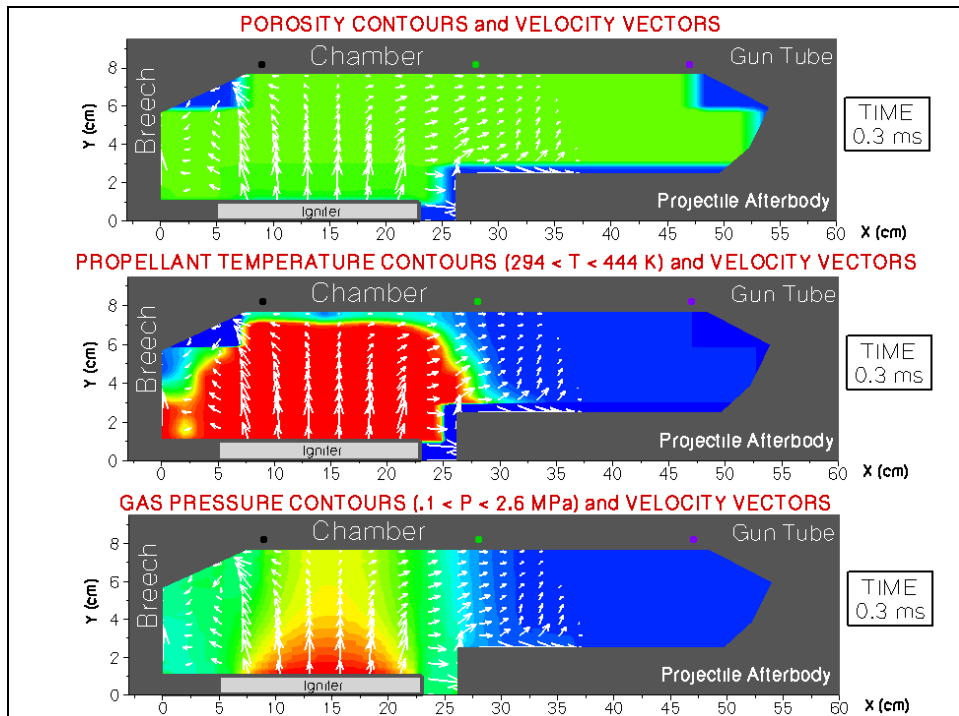 POROSITY CONTOURS and VELOCITY VECTORS
Chamber
Gun Tube
Breech
Y (cm)
8
6
4
2
0
TIME
0.3 ms
Igniter
Projectile Afterbody
0 5 10 15 20 25 30 35 40 45 50 55 60 X (cm)
PROPELLANT TEMPERATURE CONTOURS (294 < T < 444 K) and VELOCITY VECTORS
Chamber
Gun Tube
Breech
Y (cm)
8
6
4
2
0
TIME
0.3 ms
Igniter
Projectile Afterbody
0 5 10 15 20 25 30 35 40 45 50 55 60 X (cm)
GAS PRESSURE CONTOURS (.1 < P < 2.6 MPa) and VELOCITY VECTORS
Chamber
Gun Tube
Breech
Y (cm)
8
6
4
2
0
TIME
0.3 ms
Igniter
Projectile Afterbody
0 5 10 15 20 25 30 35 40 45 50 55 60 X (cm)